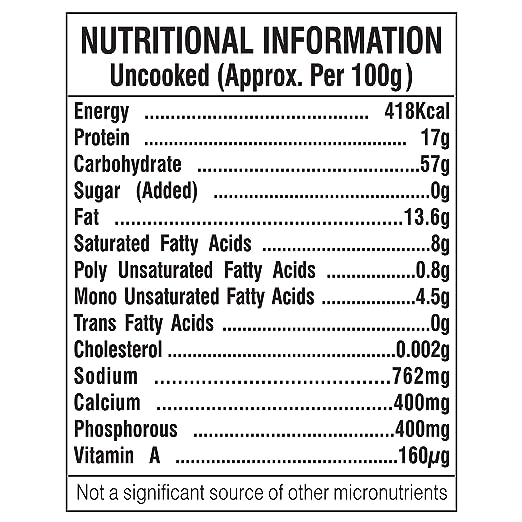 NUTRITIONAL INFORMATION
Uncooked (Approx. Per 100g)
Energy ........................................ 418Kcal
Protein ........................................ 17g
Carbohydrate ........................................57g
Sugar (Added) ........................................0g
Fat ........................................13.6g
Saturated Fatty Acids ..............................8g
Poly Unsaturated Fatty Acids ................0.8g
Mono Unsaturated Fatty Acids ................4.5g
Trans Fatty Acids ........................................0g
Cholesterol ........................................0.002g
Sodium ........................................762mg
Calcium ........................................400mg
Phosphorous ........................................400mg
Vitamin A ........................................160µg
Not a significant source of other micronutrients